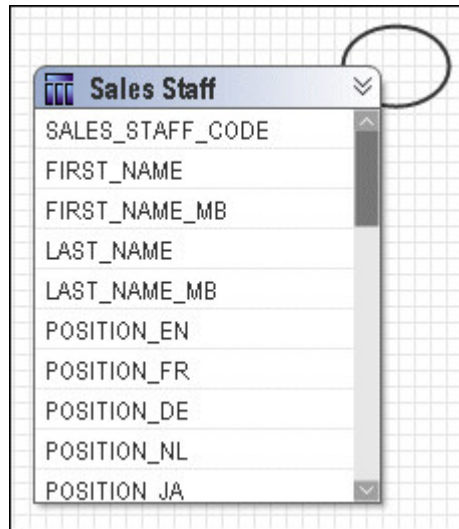 Sales Staff
SALES_STAFF_CODE
FIRST_NAME
FIRST_NAME_MB
LAST_NAME
LAST_NAME_MB
POSITION_EN
POSITION_FR
POSITION_DE
POSITION_NL
POSITION_JA